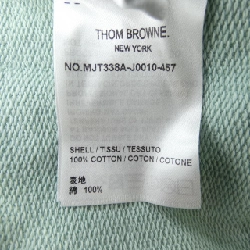 THOM BROWNE.
NEW YORK
NO.MJT338A-J0010-457
SHELL / TISSU / TESSUTO
100% COTTON / COTON / COTONE
表地
綿 100%